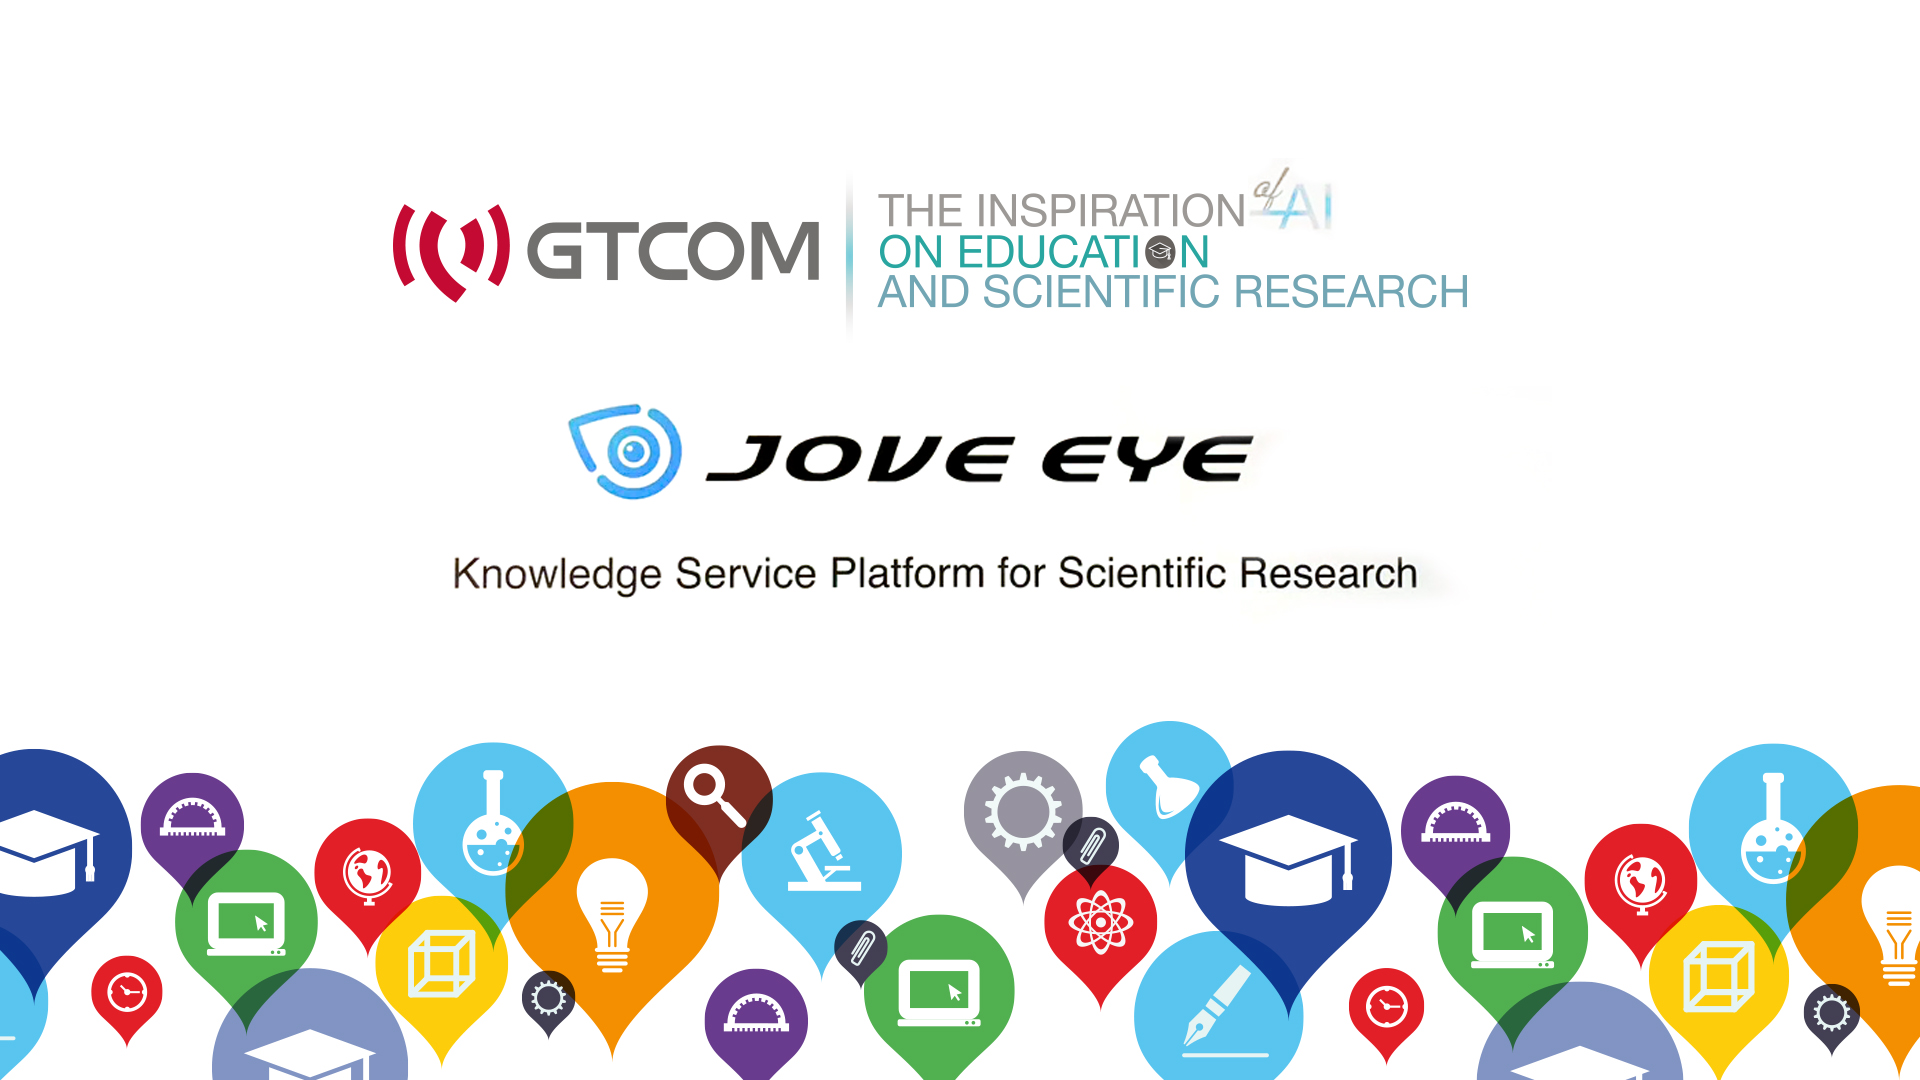 GTCOM
THE INSPIRATION of AI
ON EDUCATION
AND SCIENTIFIC RESEARCH
JOVE EYE
Knowledge Service Platform for Scientific Research